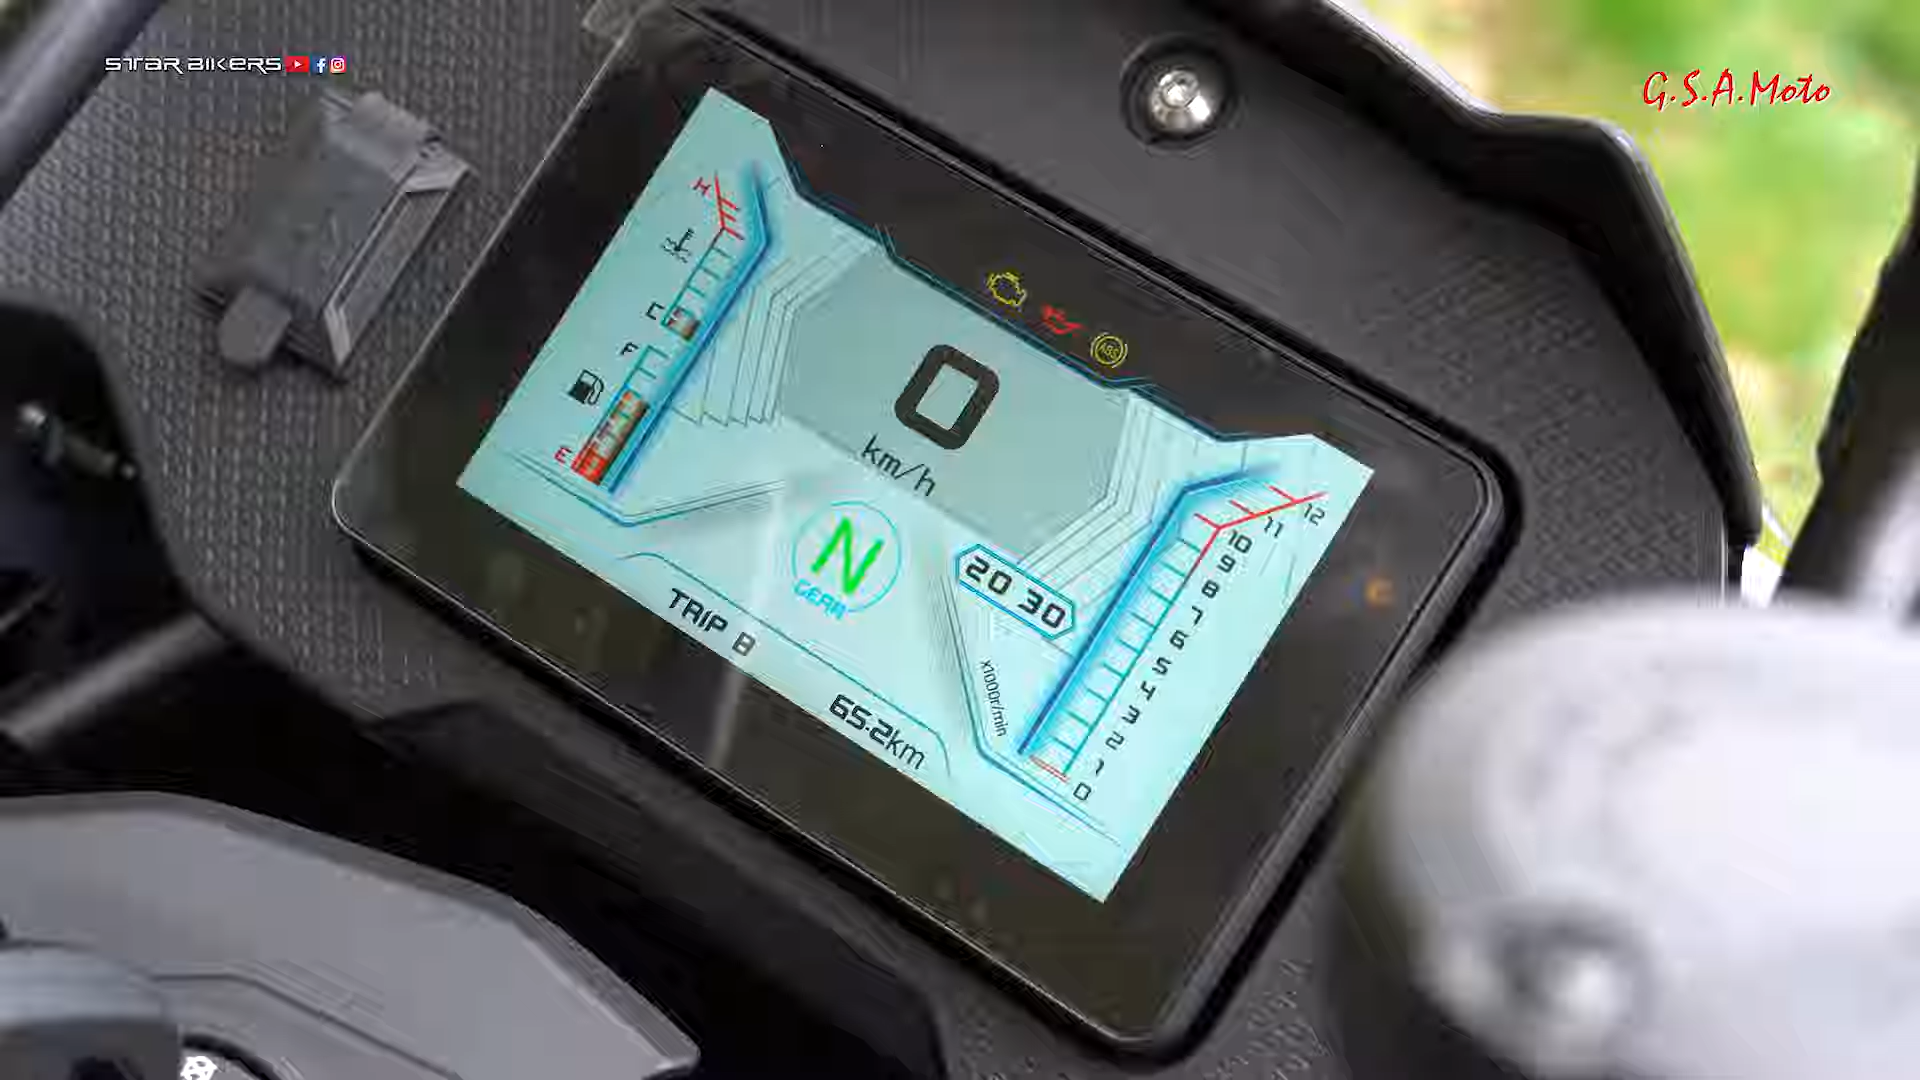 STAR BIKERS
G.S.A.Moto
H
C
F
E
ABS
0
km/h
N
GEAR
20 30
TRIP B
65.2km
x1000r/min
12
11
10
9
8
7
6
5
4
3
2
1
0